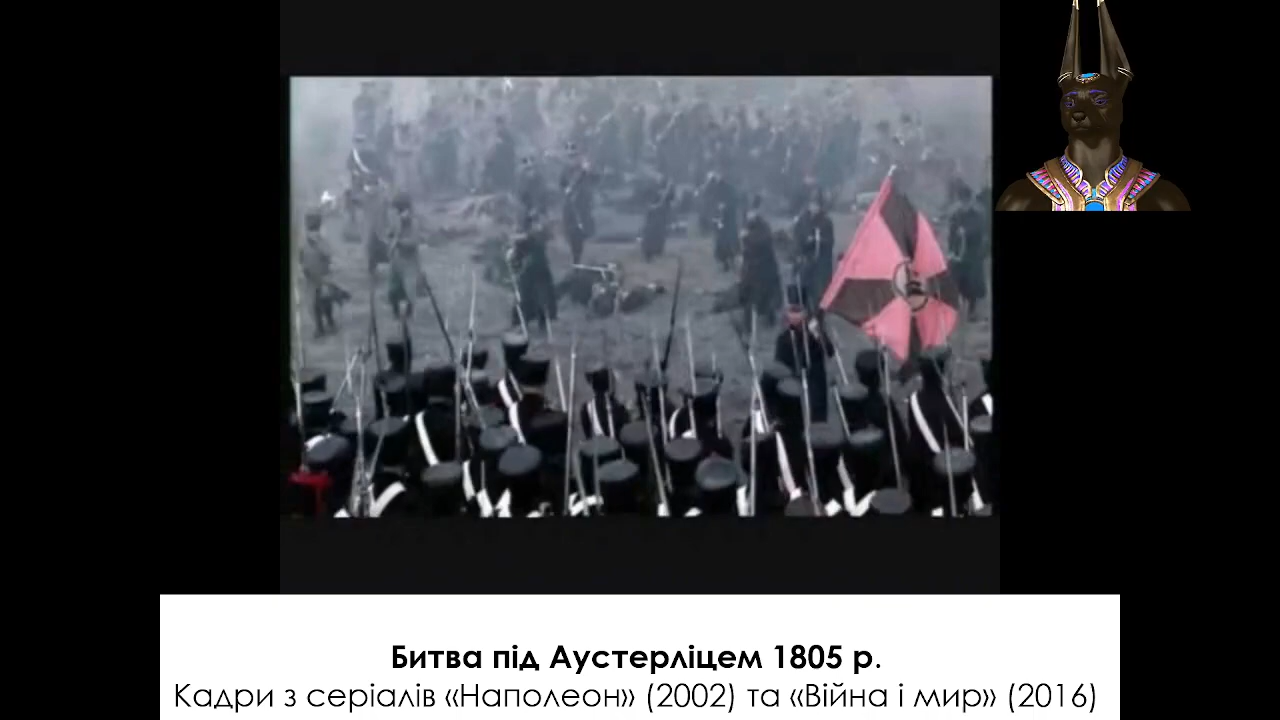 Битва під Аустерліцем 1805 р.
Кадри з серіалів «Наполеон» (2002) та «Війна і мир» (2016)